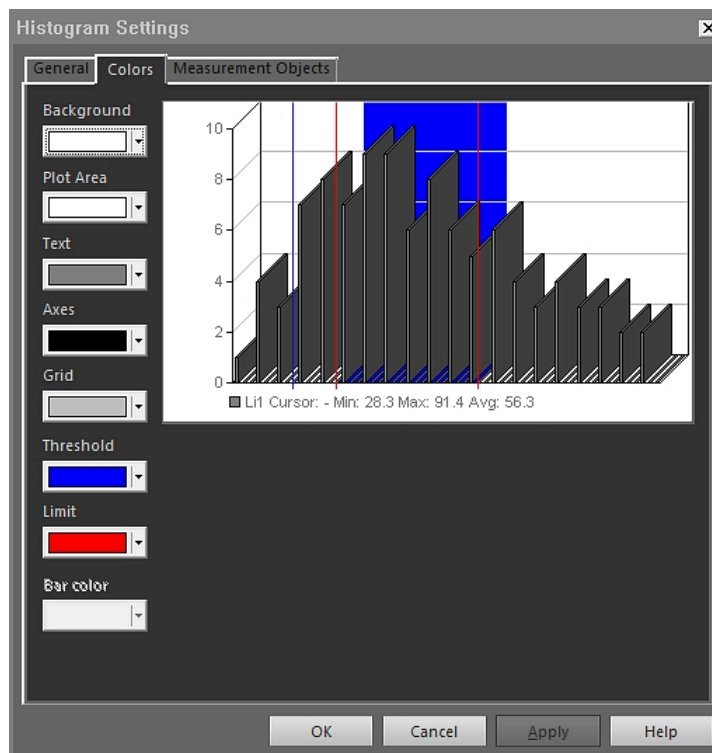 Histogram Settings
General Colors Measurement Objects
Background
Plot Area
Text
Axes
Grid
Threshold
Limit
Bar color
10
8
6
4
2
0
Li1 Cursor: - Min: 28.3 Max: 91.4 Avg: 56.3
OK Cancel Apply Help